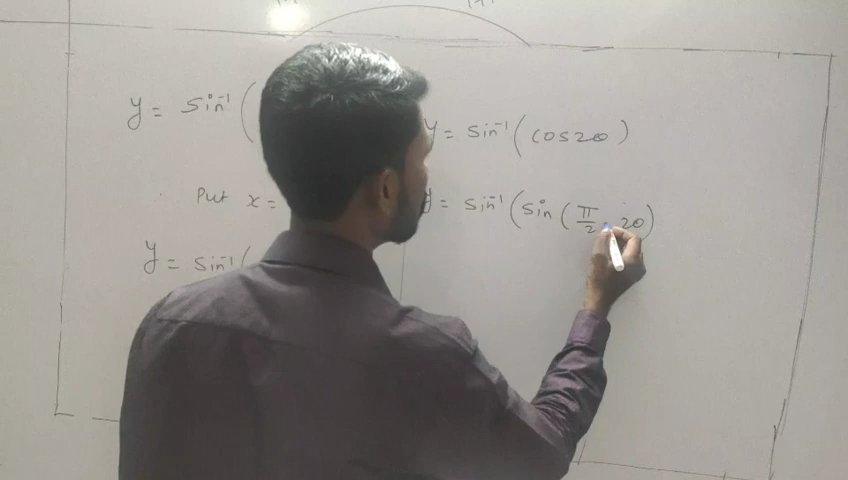 y = sin⁻¹(
Put x =
y = sin⁻¹(
y = sin⁻¹(cos2θ)
y = sin⁻¹(sin(π/2 - 2θ)